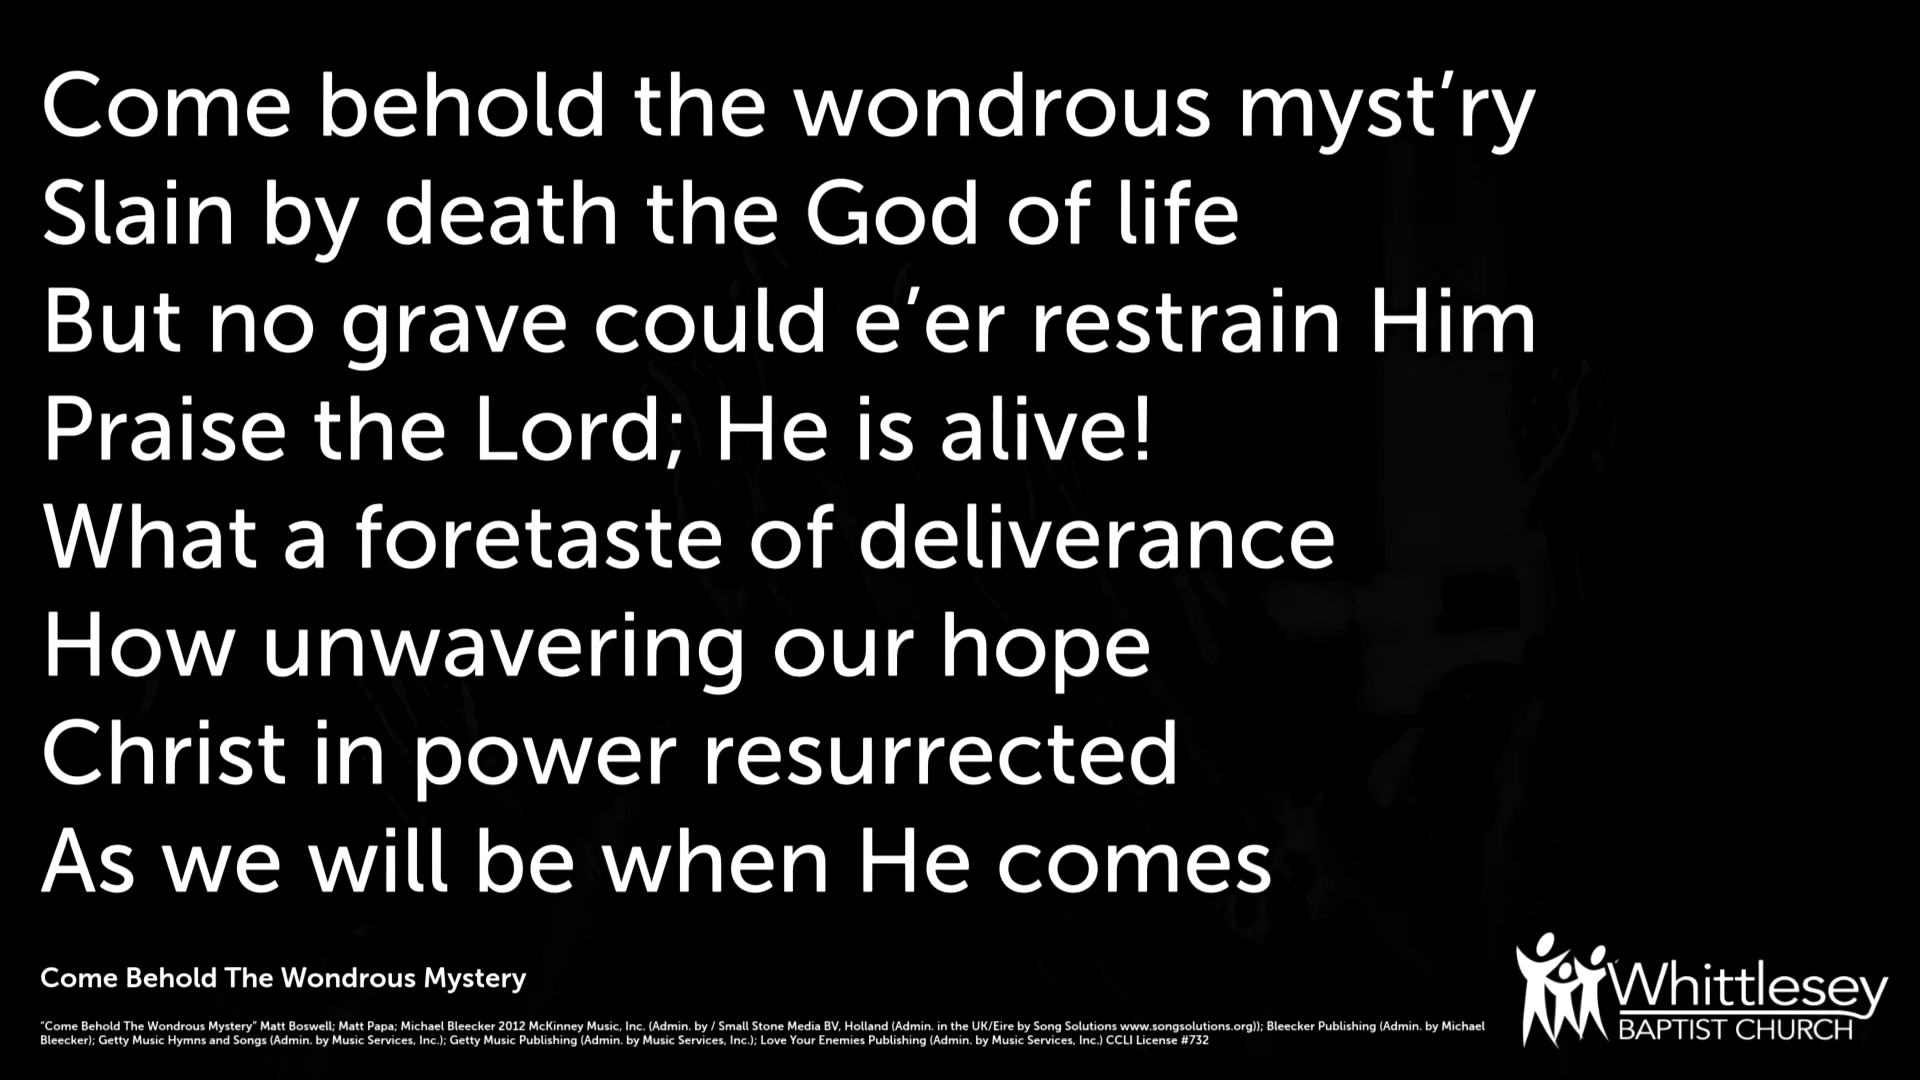 Come behold the wondrous myst’ry
Slain by death the God of life
But no grave could e’er restrain Him
Praise the Lord; He is alive!
What a foretaste of deliverance
How unwavering our hope
Christ in power resurrected
As we will be when He comes
Come Behold The Wondrous Mystery
“Come Behold The Wondrous Mystery” Matt Boswell; Matt Papa; Michael Bleecker 2012 McKinney Music, Inc. (Admin. by / Small Stone Media BV, Holland (Admin. in the UK/Eire by Song Solutions www.songsolutions.org)); Bleecker Publishing (Admin. by Michael
Bleecker); Getty Music Hymns and Songs (Admin. by Music Services, Inc.); Getty Music Publishing (Admin. by Music Services, Inc.); Love Your Enemies Publishing (Admin. by Music Services, Inc.) CCLI License #732
Whittlesey
BAPTIST CHURCH